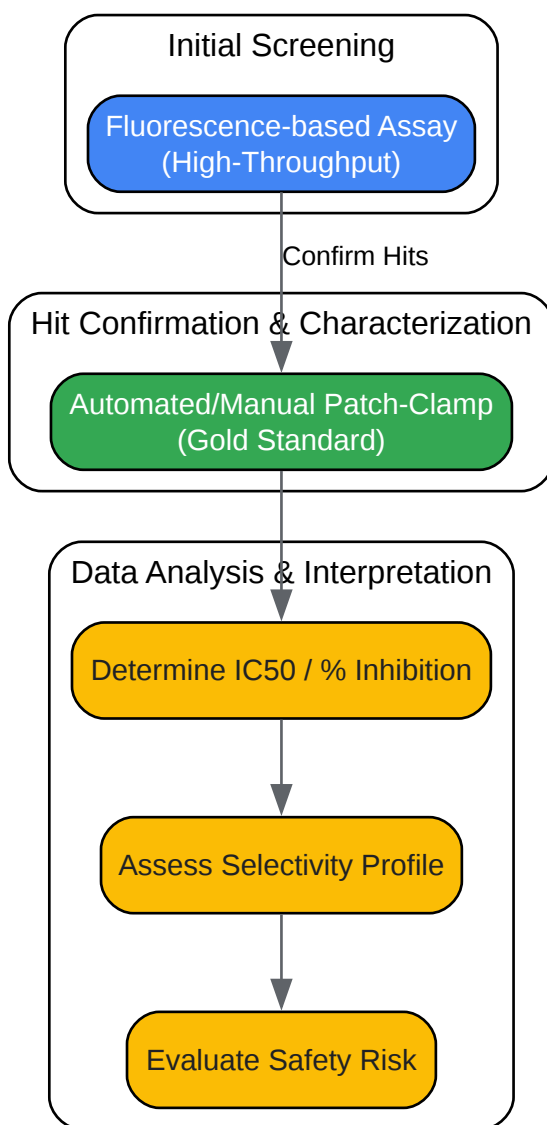 Initial Screening
Fluorescence-based Assay
(High-Throughput)
Confirm Hits
Hit Confirmation & Characterization
Automated/Manual Patch-Clamp
(Gold Standard)
Data Analysis & Interpretation
Determine IC50 / % Inhibition
Assess Selectivity Profile
Evaluate Safety Risk